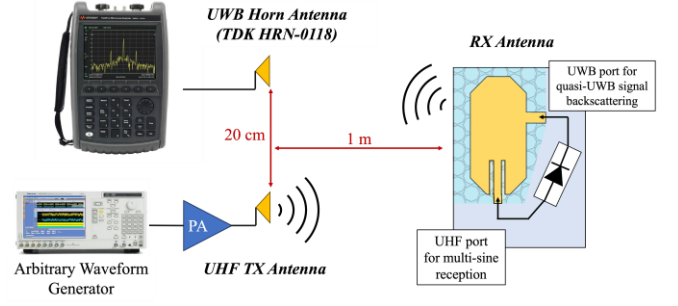 UWB Horn Antenna
(TDK HRN-0118)
RX Antenna
UWB port for
quasi-UWB signal
backscattering
20 cm
1 m
PA
UHF port
for multi-sine
reception
Arbitrary Waveform
Generator
UHF TX Antenna